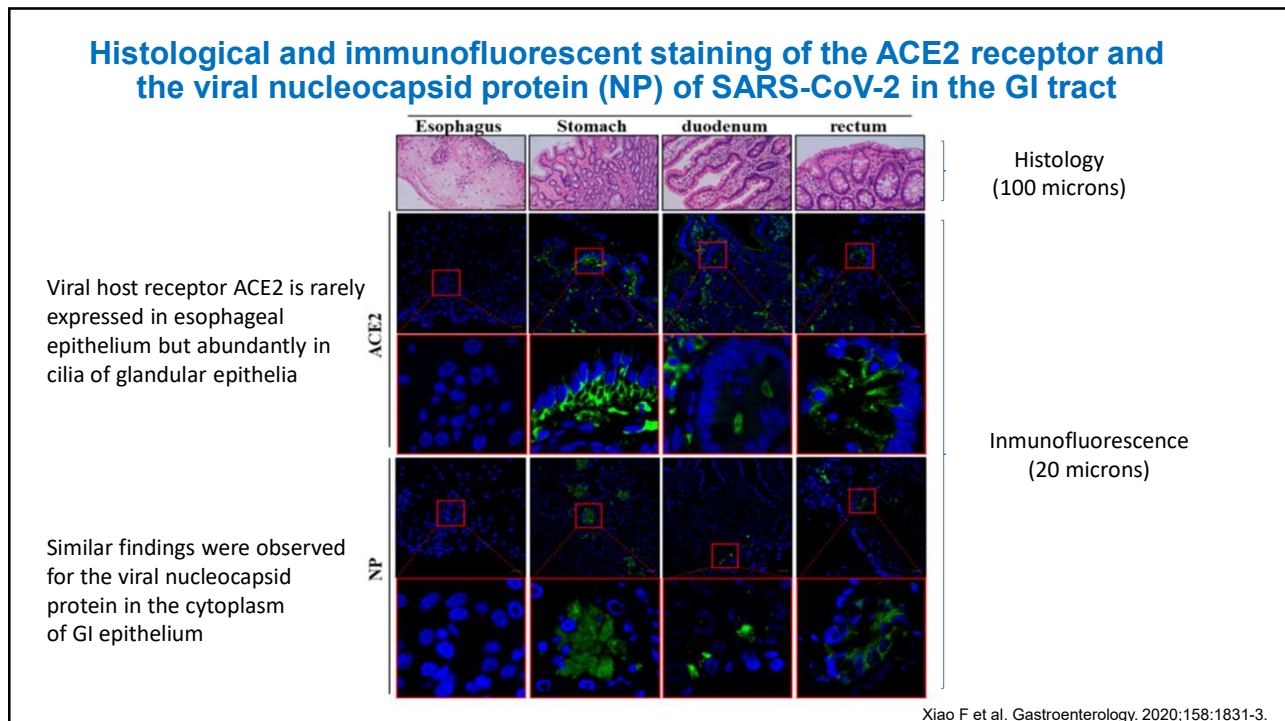 Histological and immunofluorescent staining of the ACE2 receptor and
the viral nucleocapsid protein (NP) of SARS-CoV-2 in the GI tract
Esophagus Stomach duodenum rectum
Histology
(100 microns)
Viral host receptor ACE2 is rarely
expressed in esophageal
epithelium but abundantly in
cilia of glandular epithelia
ACE2
Inmunofluorescence
(20 microns)
Similar findings were observed
for the viral nucleocapsid
protein in the cytoplasm
of GI epithelium
NP
Xiao F et al. Gastroenterology. 2020;158:1831-3.